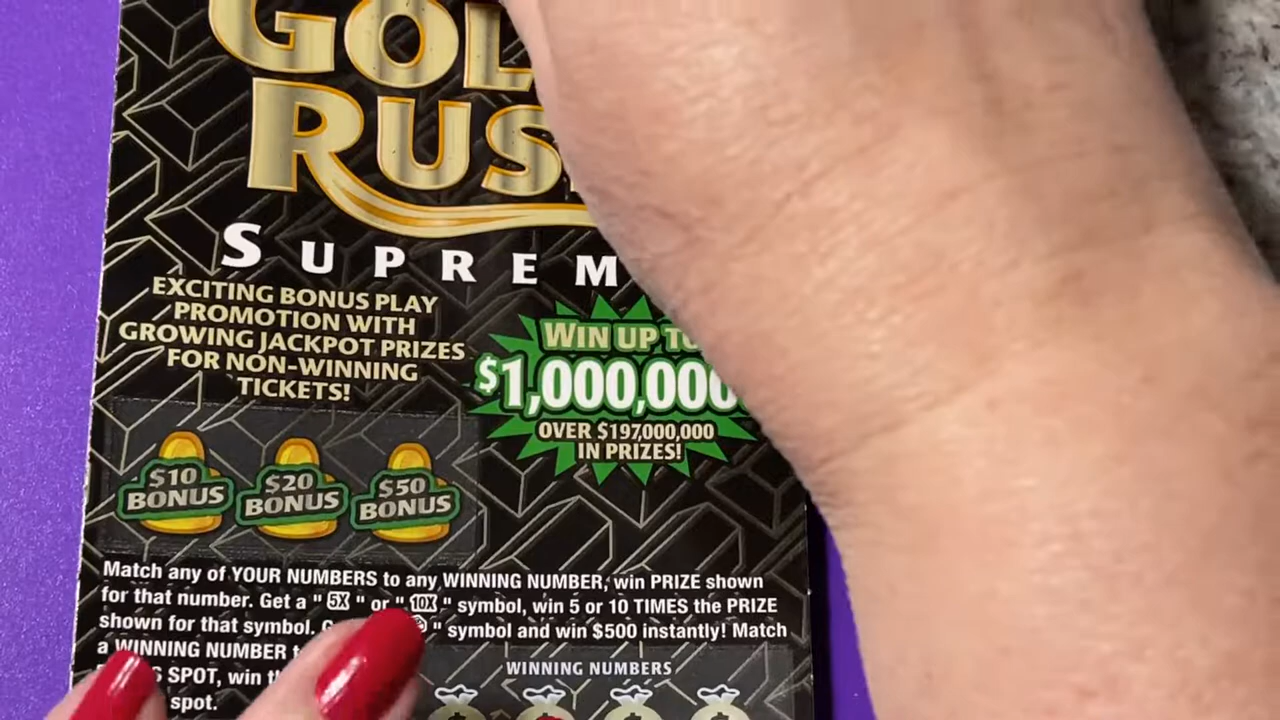 GOL
RUS
SUPREM
EXCITING BONUS PLAY
PROMOTION WITH
GROWING JACKPOT PRIZES
FOR NON-WINNING
TICKETS!
WIN UP TO
$1,000,000
OVER $197,000,000
IN PRIZES!
$10
BONUS
$20
BONUS
$50
BONUS
Match any of YOUR NUMBERS to any WINNING NUMBER, win PRIZE shown
for that number. Get a "5X" or "10X" symbol, win 5 or 10 TIMES the PRIZE
shown for that symbol. " symbol and win $500 instantly! Match
a WINNING NUMBER
SPOT, win
spot.
WINNING NUMBERS